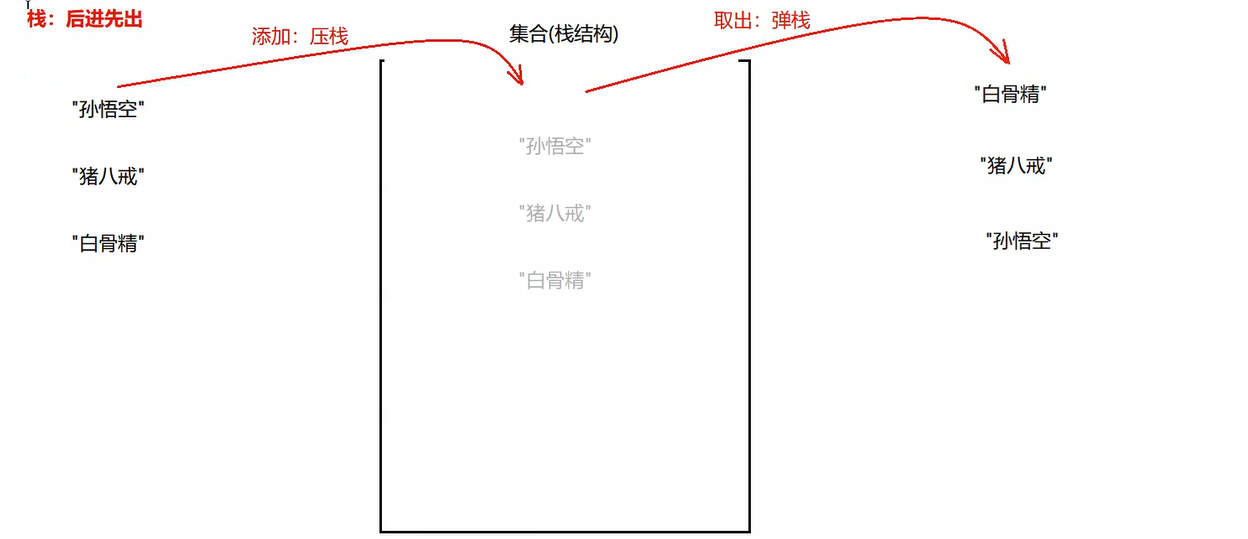 栈：后进先出
添加：压栈
集合(栈结构)
取出：弹栈
"孙悟空"
"猪八戒"
"白骨精"
"孙悟空"
"猪八戒"
"白骨精"
"白骨精"
"猪八戒"
"孙悟空"